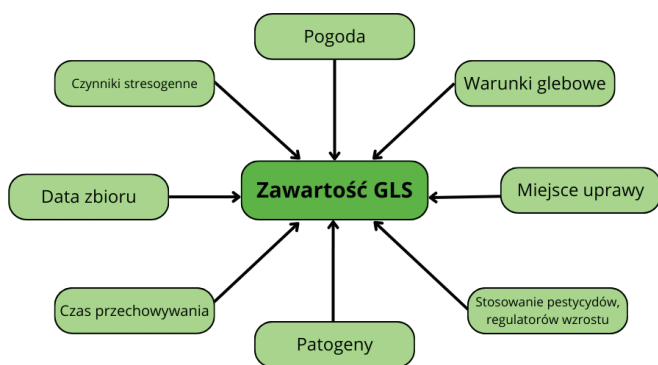 Pogoda
Czynniki stresogenne
Warunki glebowe
Zawartość GLS
Data zbioru
Miejsce uprawy
Czas przechowywania
Stosowanie pestycydów,
regulatorów wzrostu
Patogeny